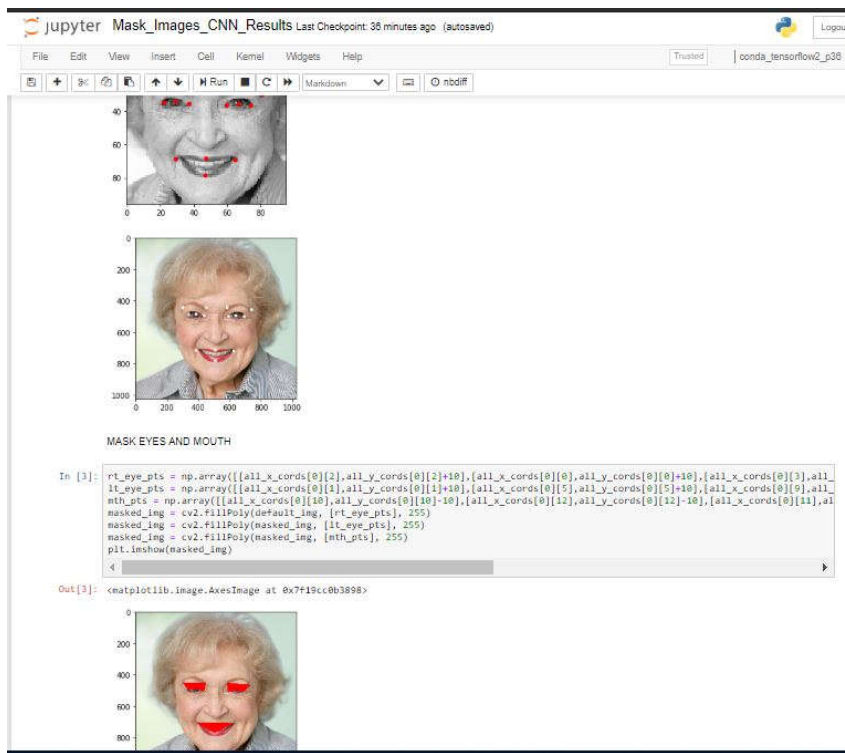 jupyter Mask_Images_CNN_Results Last Checkpoint: 36 minutes ago (autosaved)
Logou
File Edit View Insert Cell Kernel Widgets Help
Trusted
conda_tensorflow2_p36
Run
Markdown
nbdiff
40
60
80
0 20 40 60 80
0
200
400
600
800
1000
0 200 400 600 800 1000
MASK EYES AND MOUTH
In [3]: rt_eye_pts = np.array([[all_x_cords[0][2],all_y_cords[0][2]+10],[all_x_cords[0][0],all_y_cords[0][0]+10],[all_x_cords[0][3],all_
lt_eye_pts = np.array([[all_x_cords[0][1],all_y_cords[0][1]+10],[all_x_cords[0][5],all_y_cords[0][5]+10],[all_x_cords[0][9],all_
mth_pts = np.array([[all_x_cords[0][10],all_y_cords[0][10]-10],[all_x_cords[0][12],all_y_cords[0][12]-10],[all_x_cords[0][11],al
masked_img = cv2.fillPoly(default_img, [rt_eye_pts], 255)
masked_img = cv2.fillPoly(masked_img, [lt_eye_pts], 255)
masked_img = cv2.fillPoly(masked_img, [mth_pts], 255)
plt.imshow(masked_img)
Out[3]: <matplotlib.image.AxesImage at 0x7f19cc0b3898>
0
200
400
600
800